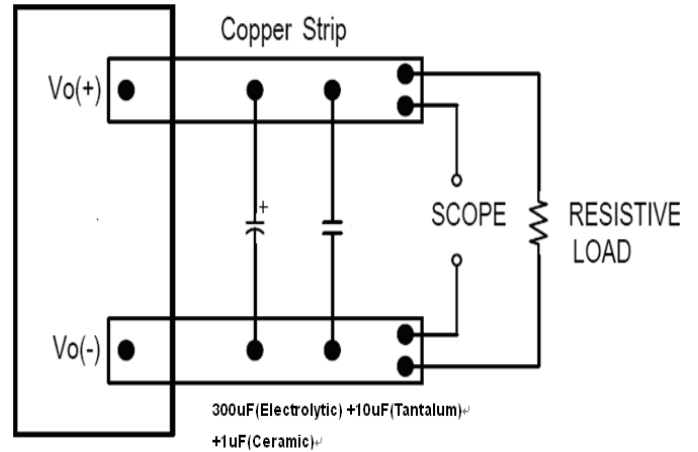 Copper Strip
Vo(+)
+
SCOPE
RESISTIVE
LOAD
Vo(-)
300uF(Electrolytic) +10uF(Tantalum)↵
+1uF(Ceramic)↵